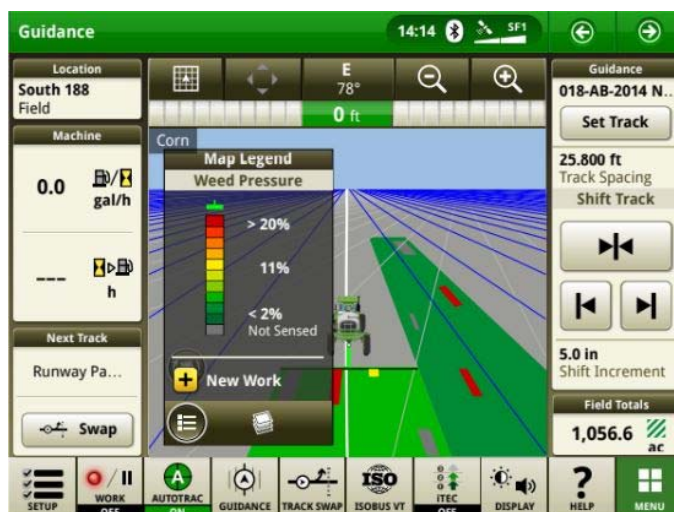 Guidance
14:14
SF1
Location
South 188
Field
Machine
0.0
gal/h
---
h
Next Track
Runway Pa...
Swap
E
78°
0 ft
Corn
Map Legend
Weed Pressure
> 20%
11%
< 2%
Not Sensed
New Work
Guidance
018-AB-2014 N..
Set Track
25.800 ft
Track Spacing
Shift Track
5.0 in
Shift Increment
Field Totals
1,056.6
ac
SETUP
WORK
OFF
A
AUTOTRAC
ON
GUIDANCE
TRACK SWAP
ISO
ISOBUS VT
iTEC
OFF
DISPLAY
?
HELP
MENU